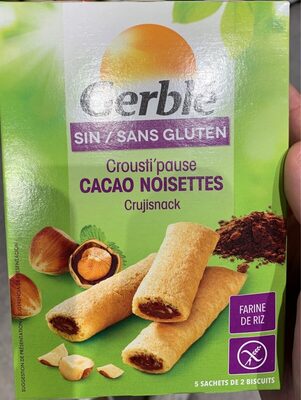 Gerblé
SIN / SANS GLUTEN
Crousti'pause
CACAO NOISETTES
Crujisnack
FARINE
DE RIZ
5 SACHETS DE 2 BISCUITS